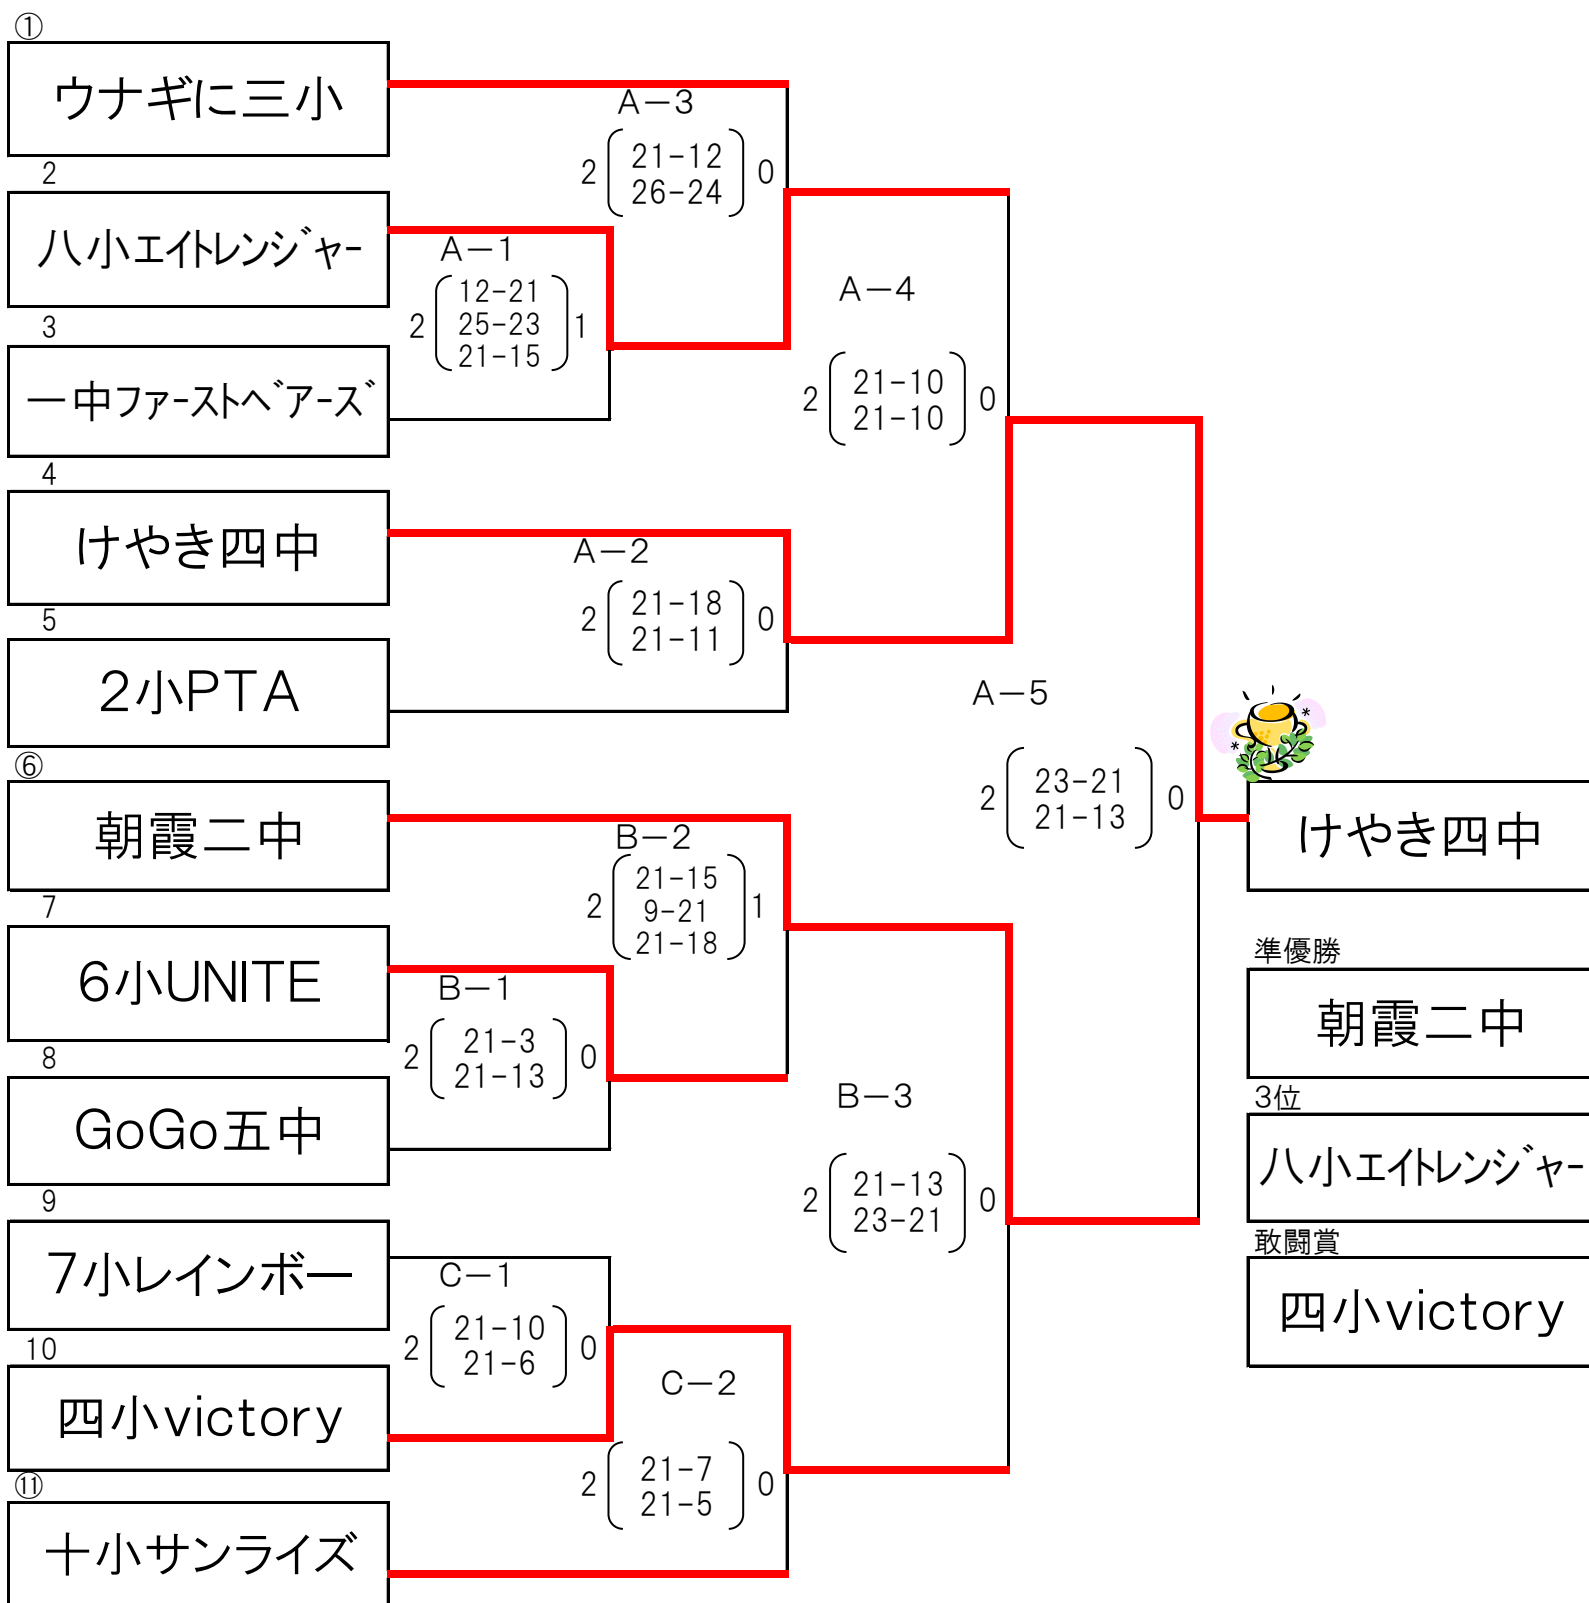 ①
ウナギに三小
2
八小エイトレンジャー
3
一中ファーストベアーズ
4
けやき四中
5
2小PTA
⑥
朝霞二中
7
6小UNITE
8
GoGo五中
9
7小レインボー
10
四小victory
⑪
十小サンライズ
A－1
12-21
2 25-23 1
21-15
A－3
2 21-12 0
26-24
A－2
2 21-18 0
21-11
A－4
2 21-10 0
21-10
B－1
2 21-3 0
21-13
B－2
21-15
2 9-21 1
21-18
C－1
2 21-10 0
21-6
C－2
2 21-7 0
21-5
B－3
2 21-13 0
23-21
A－5
2 23-21 0
21-13
けやき四中
準優勝
朝霞二中
3位
八小エイトレンジャー
敢闘賞
四小victory